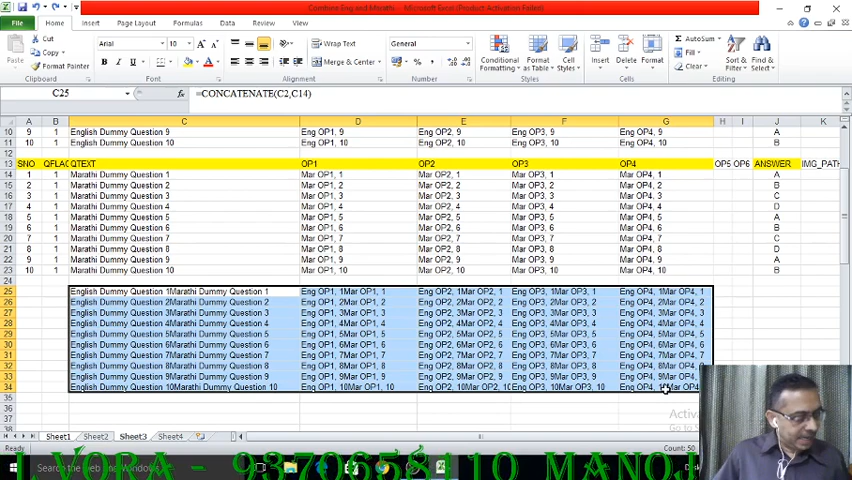 Combine Eng and Marathi - Microsoft Excel (Product Activation Failed)
File Home Insert Page Layout Formulas Data Review View
Cut
Copy
Format Painter
Paste
Clipboard
Arial 10
Font
Wrap Text
Merge & Center
Alignment
General
Number
Conditional Formatting Format as Table Cell Styles
Styles
Insert Delete Format
Cells
AutoSum
Fill
Clear
Sort & Filter Find & Select
Editing
C25 fx =CONCATENATE(C2,C14)
A B C D E F G H I J K
10 9 1 English Dummy Question 9 Eng OP1, 9 Eng OP2, 9 Eng OP3, 9 Eng OP4, 9 A
11 10 1 English Dummy Question 10 Eng OP1, 10 Eng OP2, 10 Eng OP3, 10 Eng OP4, 10 B
12
13 SNO QFLAG QTEXT OP1 OP2 OP3 OP4 OP5 OP6 ANSWER IMG_PATH
14 1 1 Marathi Dummy Question 1 Mar OP1, 1 Mar OP2, 1 Mar OP3, 1 Mar OP4, 1 A
15 2 1 Marathi Dummy Question 2 Mar OP1, 2 Mar OP2, 2 Mar OP3, 2 Mar OP4, 2 B
16 3 1 Marathi Dummy Question 3 Mar OP1, 3 Mar OP2, 3 Mar OP3, 3 Mar OP4, 3 C
17 4 1 Marathi Dummy Question 4 Mar OP1, 4 Mar OP2, 4 Mar OP3, 4 Mar OP4, 4 D
18 5 1 Marathi Dummy Question 5 Mar OP1, 5 Mar OP2, 5 Mar OP3, 5 Mar OP4, 5 A
19 6 1 Marathi Dummy Question 6 Mar OP1, 6 Mar OP2, 6 Mar OP3, 6 Mar OP4, 6 B
20 7 1 Marathi Dummy Question 7 Mar OP1, 7 Mar OP2, 7 Mar OP3, 7 Mar OP4, 7 C
21 8 1 Marathi Dummy Question 8 Mar OP1, 8 Mar OP2, 8 Mar OP3, 8 Mar OP4, 8 D
22 9 1 Marathi Dummy Question 9 Mar OP1, 9 Mar OP2, 9 Mar OP3, 9 Mar OP4, 9 A
23 10 1 Marathi Dummy Question 10 Mar OP1, 10 Mar OP2, 10 Mar OP3, 10 Mar OP4, 10 B
24
25 English Dummy Question 1Marathi Dummy Question 1 Eng OP1, 1Mar OP1, 1 Eng OP2, 1Mar OP2, 1 Eng OP3, 1Mar OP3, 1 Eng OP4, 1Mar OP4, 1
26 English Dummy Question 2Marathi Dummy Question 2 Eng OP1, 2Mar OP1, 2 Eng OP2, 2Mar OP2, 2 Eng OP3, 2Mar OP3, 2 Eng OP4, 2Mar OP4, 2
27 English Dummy Question 3Marathi Dummy Question 3 Eng OP1, 3Mar OP1, 3 Eng OP2, 3Mar OP2, 3 Eng OP3, 3Mar OP3, 3 Eng OP4, 3Mar OP4, 3
28 English Dummy Question 4Marathi Dummy Question 4 Eng OP1, 4Mar OP1, 4 Eng OP2, 4Mar OP2, 4 Eng OP3, 4Mar OP3, 4 Eng OP4, 4Mar OP4, 4
29 English Dummy Question 5Marathi Dummy Question 5 Eng OP1, 5Mar OP1, 5 Eng OP2, 5Mar OP2, 5 Eng OP3, 5Mar OP3, 5 Eng OP4, 5Mar OP4, 5
30 English Dummy Question 6Marathi Dummy Question 6 Eng OP1, 6Mar OP1, 6 Eng OP2, 6Mar OP2, 6 Eng OP3, 6Mar OP3, 6 Eng OP4, 6Mar OP4, 6
31 English Dummy Question 7Marathi Dummy Question 7 Eng OP1, 7Mar OP1, 7 Eng OP2, 7Mar OP2, 7 Eng OP3, 7Mar OP3, 7 Eng OP4, 7Mar OP4, 7
32 English Dummy Question 8Marathi Dummy Question 8 Eng OP1, 8Mar OP1, 8 Eng OP2, 8Mar OP2, 8 Eng OP3, 8Mar OP3, 8 Eng OP4, 8Mar OP4,
33 English Dummy Question 9Marathi Dummy Question 9 Eng OP1, 9Mar OP1, 9 Eng OP2, 9Mar OP2, 9 Eng OP3, 9Mar OP3, 9 Eng OP4, 9Mar OP4,
34 English Dummy Question 10Marathi Dummy Question 10 Eng OP1, 10Mar OP1, 10 Eng OP2, 10Mar OP2, 10 Eng OP3, 10Mar OP3, 10 Eng OP4, OP4
35
36
37
Sheet1 Sheet2 Sheet3 Sheet4
Ready Count: 50
Search the web and Windows
VORA - 9370658110 MANOJ